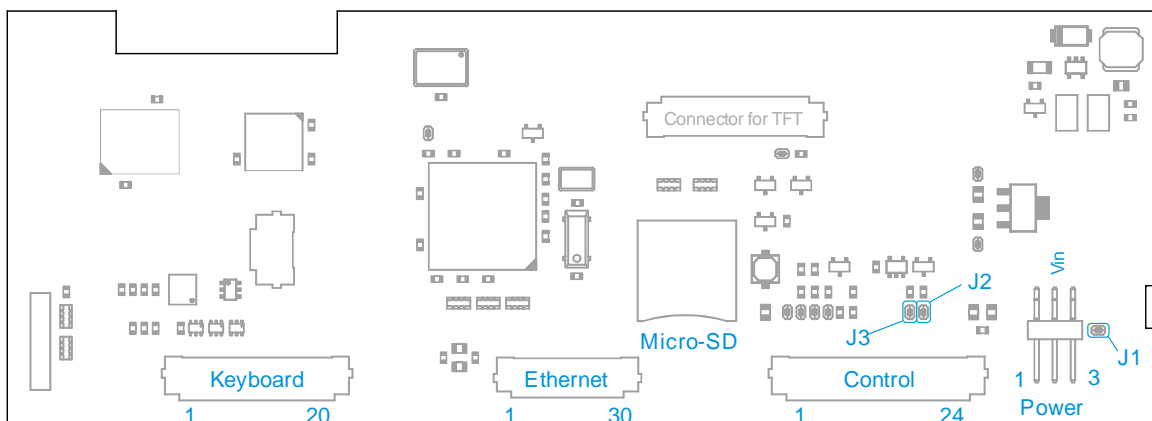 Connector for TFT
Vin
J2
J3
J1
Micro-SD
Keyboard
Ethernet
Control
1
3
1
20
1
30
1
24
Power